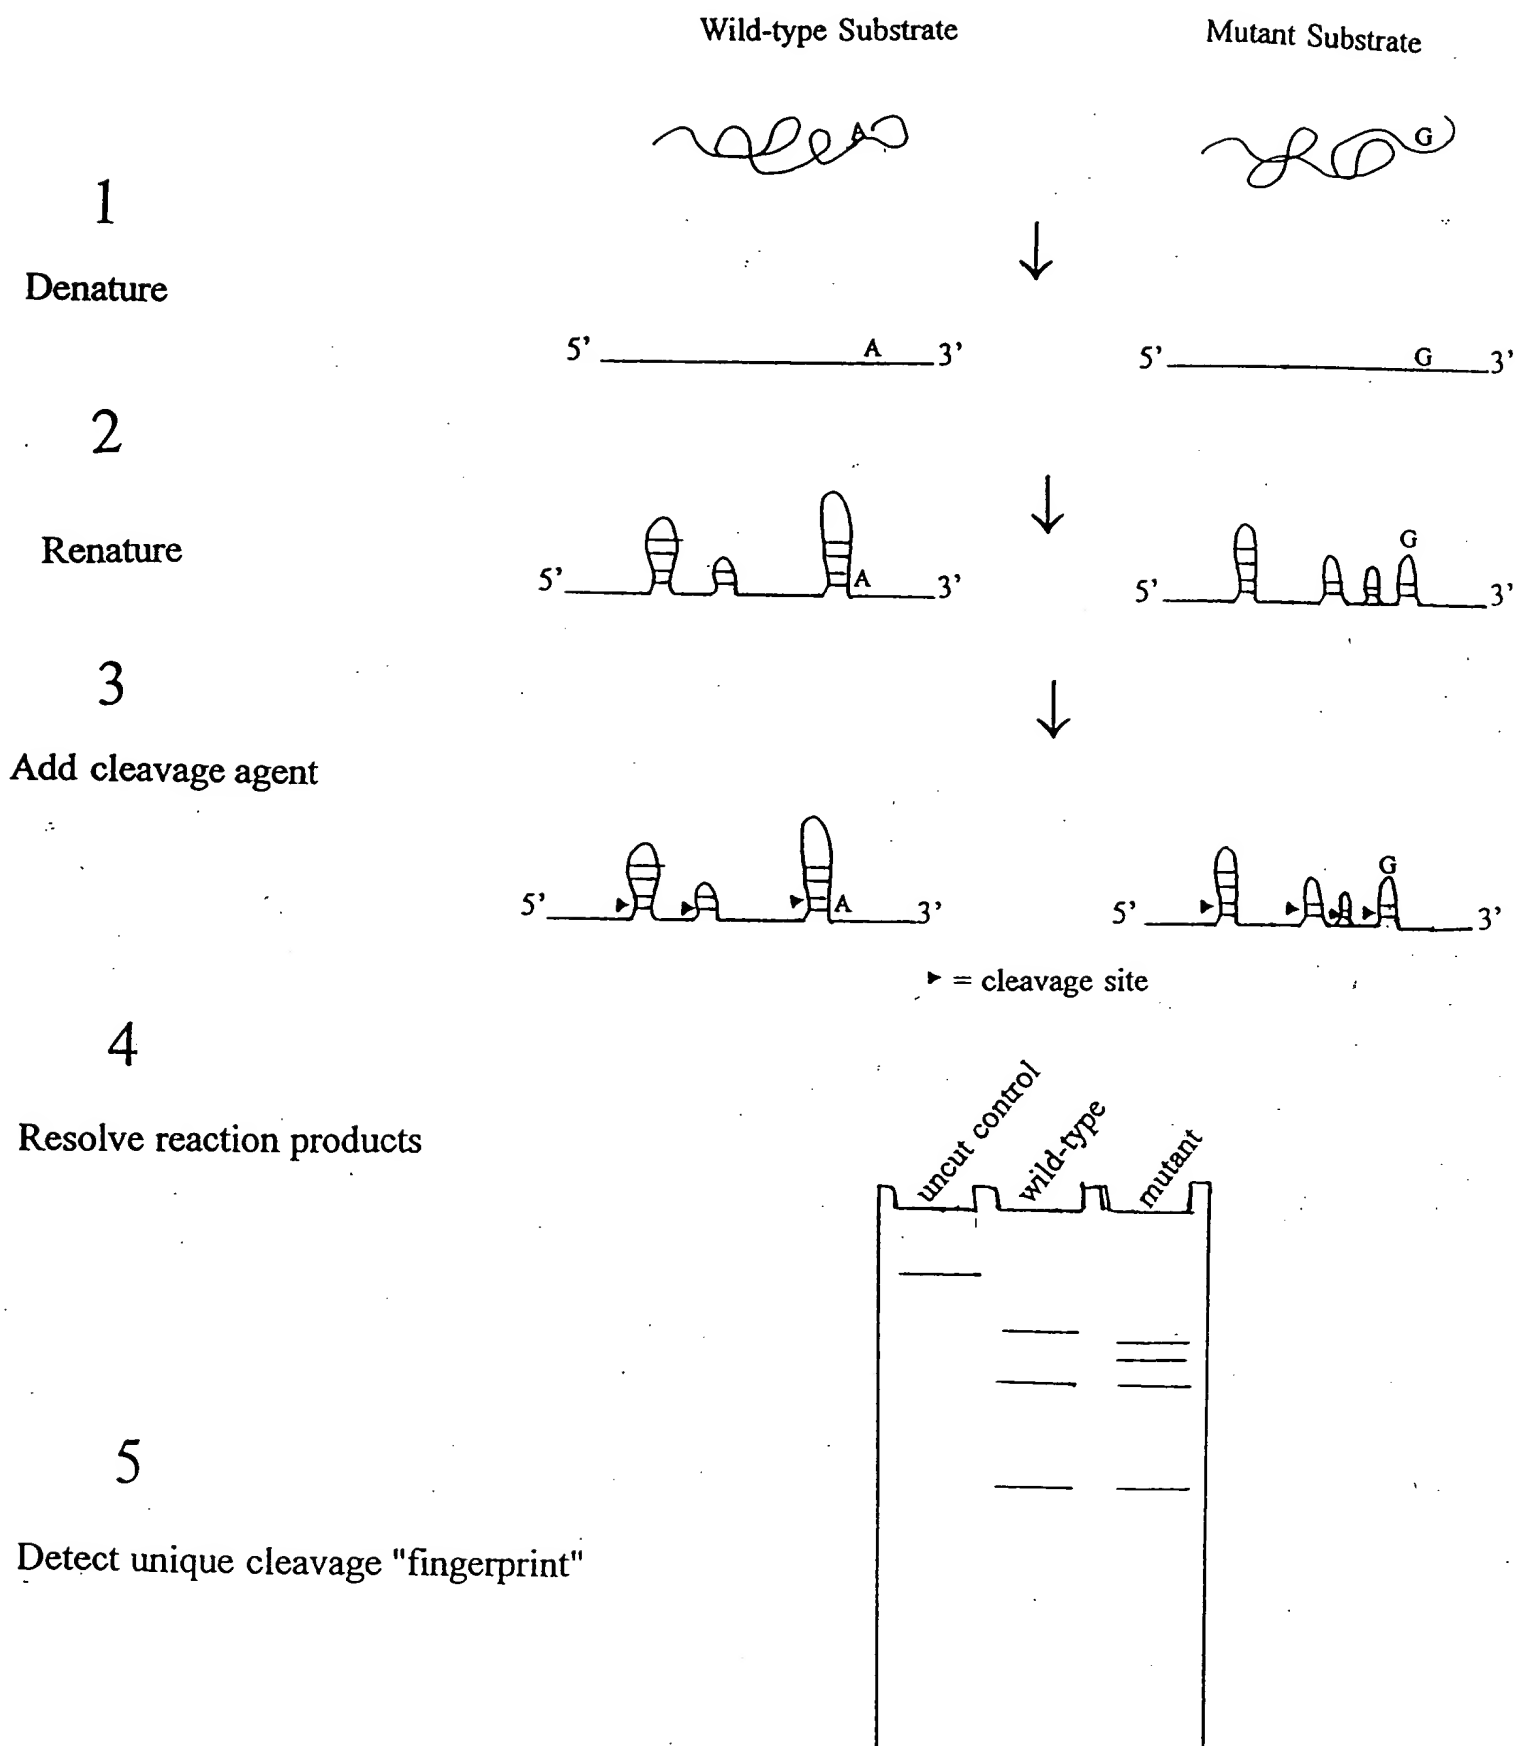 Wild-type Substrate Mutant Substrate
A G
1
Denature
5' A 3' 5' G 3'
2
Renature
5' A 3' 5' G 3'
3
Add cleavage agent
5' A 3' 5' G 3'
► = cleavage site
4
Resolve reaction products
uncut control
wild-type
mutant
5
Detect unique cleavage "fingerprint"